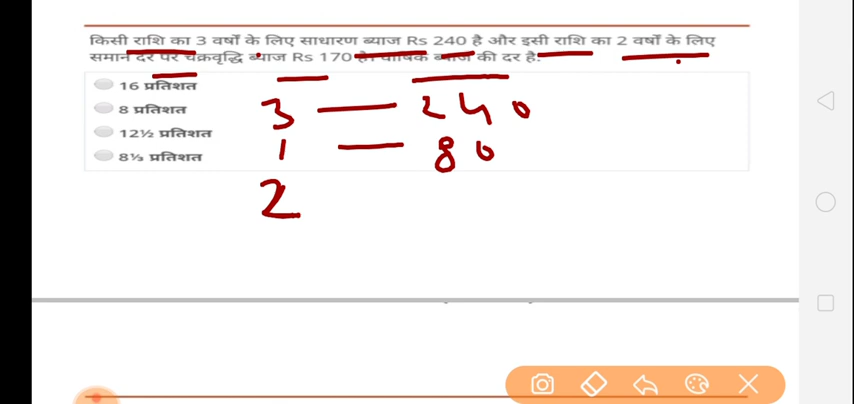 किसी राशि का 3 वर्षों के लिए साधारण ब्याज Rs 240 है और इसी राशि का 2 वर्षों के लिए
समान दर पर चक्रवृद्धि ब्याज Rs 170 है। वार्षिक ब्याज की दर है:
16 प्रतिशत
8 प्रतिशत
12½ प्रतिशत
8⅓ प्रतिशत
3 — 240
1 — 80
2